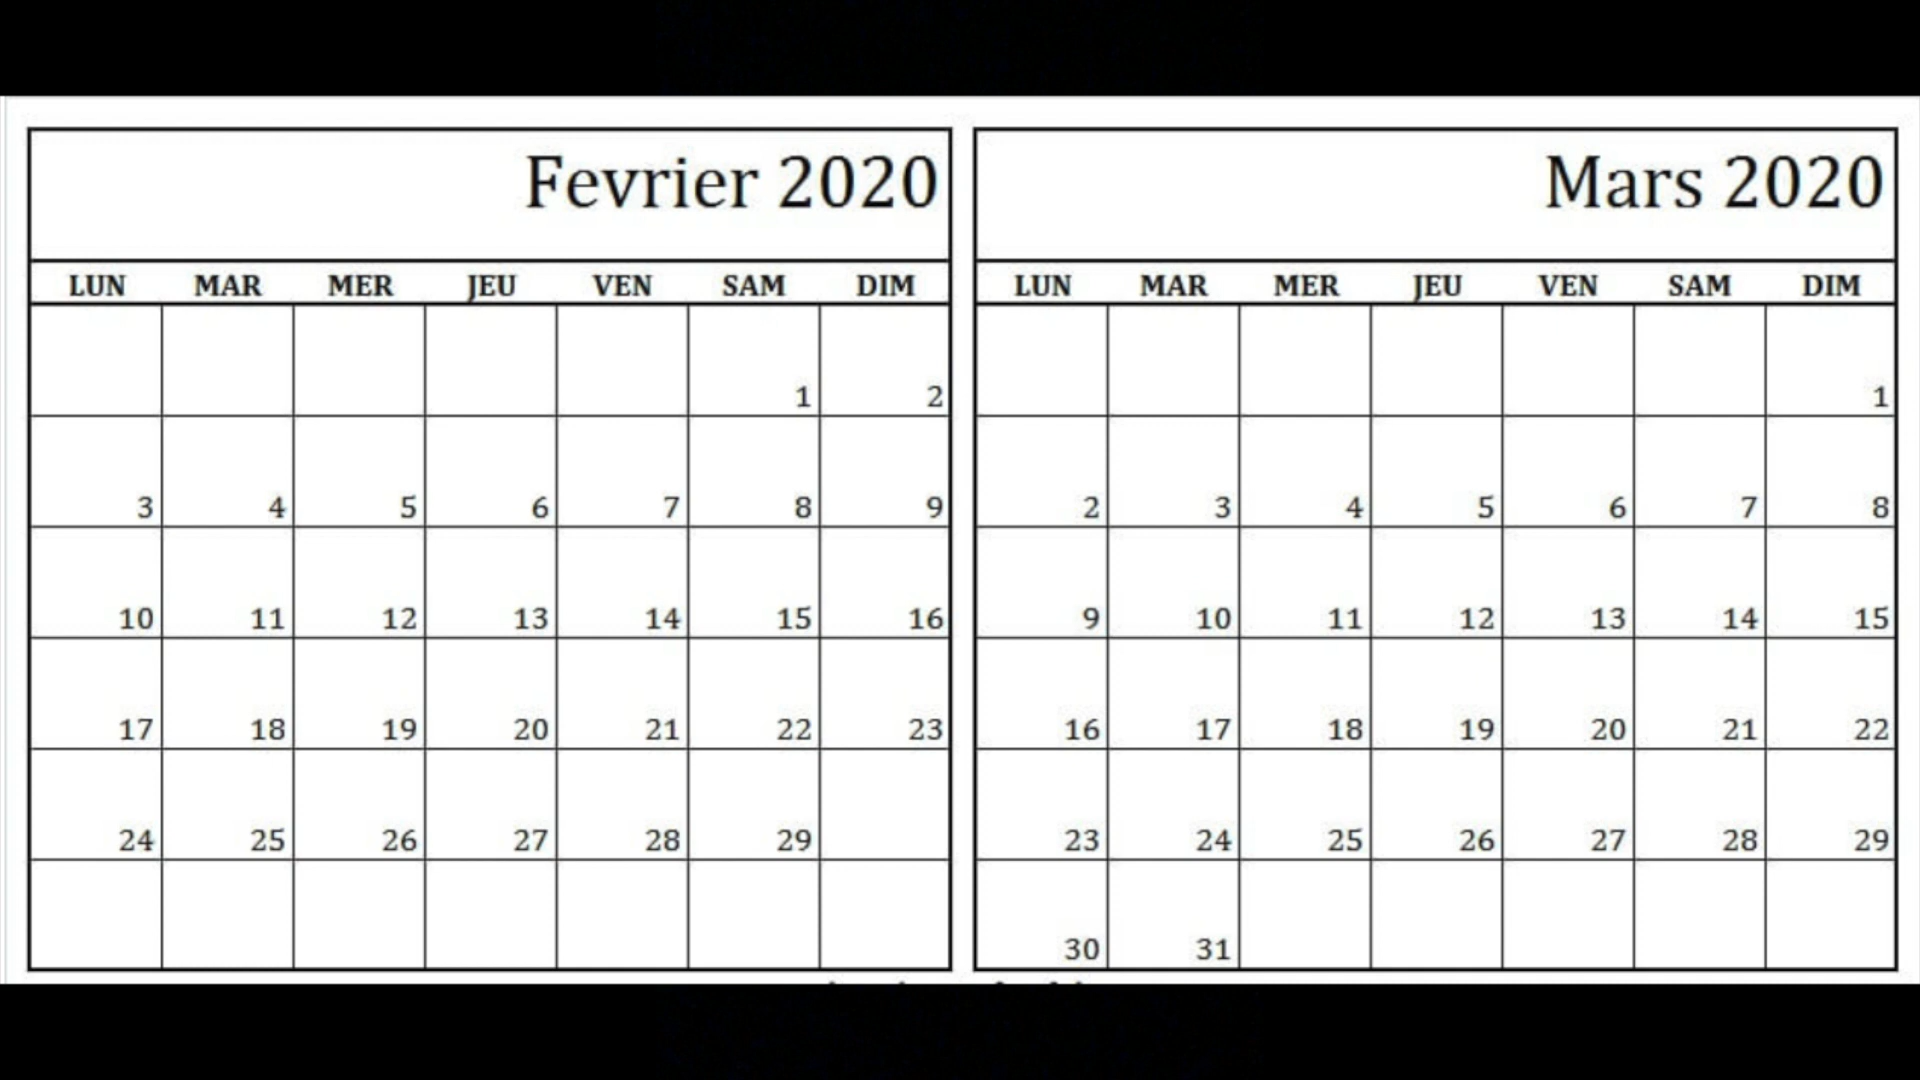 Fevrier 2020
LUN MAR MER JEU VEN SAM DIM
1 2
3 4 5 6 7 8 9
10 11 12 13 14 15 16
17 18 19 20 21 22 23
24 25 26 27 28 29
Mars 2020
LUN MAR MER JEU VEN SAM DIM
1
2 3 4 5 6 7 8
9 10 11 12 13 14 15
16 17 18 19 20 21 22
23 24 25 26 27 28 29
30 31